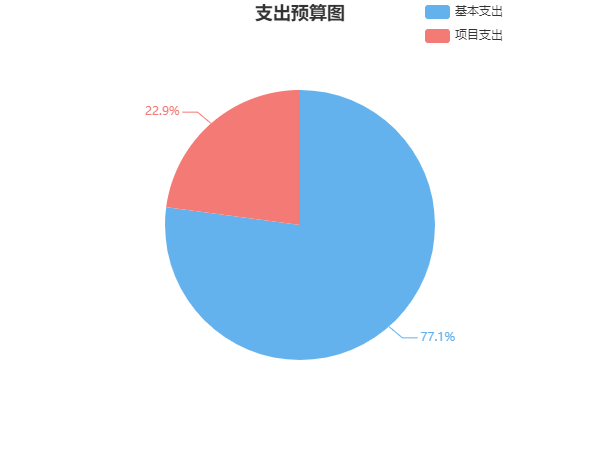 支出预算图
基本支出
项目支出
22.9%
77.1%